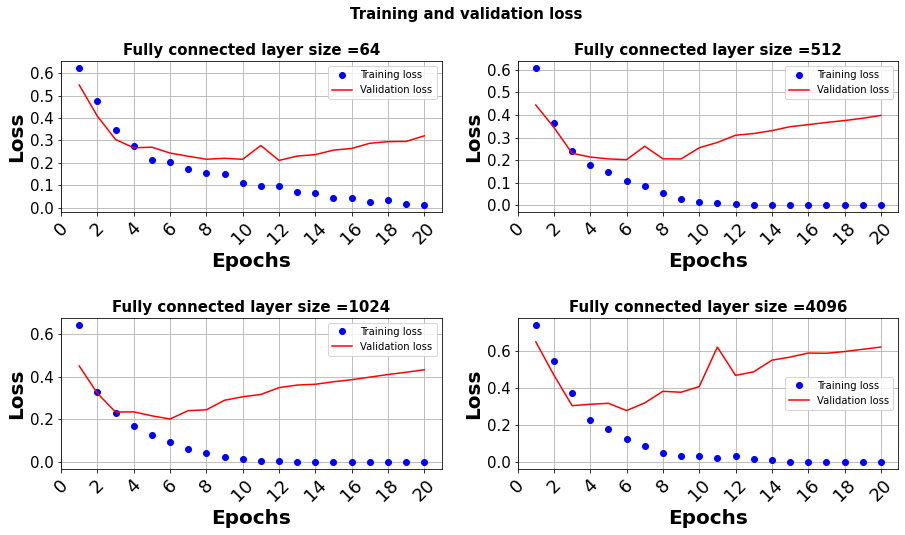 Training and validation loss
Fully connected layer size =64
Loss
0.6
0.5
0.4
0.3
0.2
0.1
0.0
Training loss
Validation loss
0 2 4 6 8 10 12 14 16 18 20
Epochs
Fully connected layer size =512
Loss
0.6
0.5
0.4
0.3
0.2
0.1
0.0
Training loss
Validation loss
0 2 4 6 8 10 12 14 16 18 20
Epochs
Fully connected layer size =1024
Loss
0.6
0.4
0.2
0.0
Training loss
Validation loss
0 2 4 6 8 10 12 14 16 18 20
Epochs
Fully connected layer size =4096
Loss
0.6
0.4
0.2
0.0
Training loss
Validation loss
0 2 4 6 8 10 12 14 16 18 20
Epochs